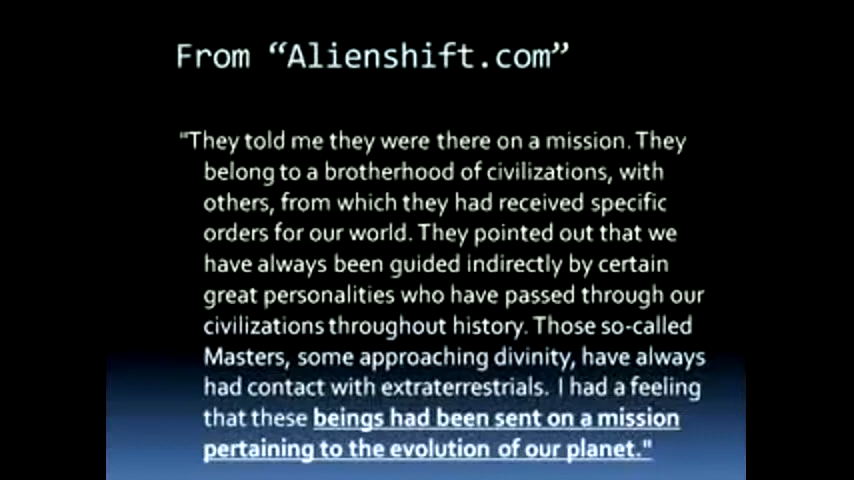 From “Alienshift.com”
"They told me they were there on a mission. They
belong to a brotherhood of civilizations, with
others, from which they had received specific
orders for our world. They pointed out that we
have always been guided indirectly by certain
great personalities who have passed through our
civilizations throughout history. Those so-called
Masters, some approaching divinity, have always
had contact with extraterrestrials. I had a feeling
that these beings had been sent on a mission
pertaining to the evolution of our planet."